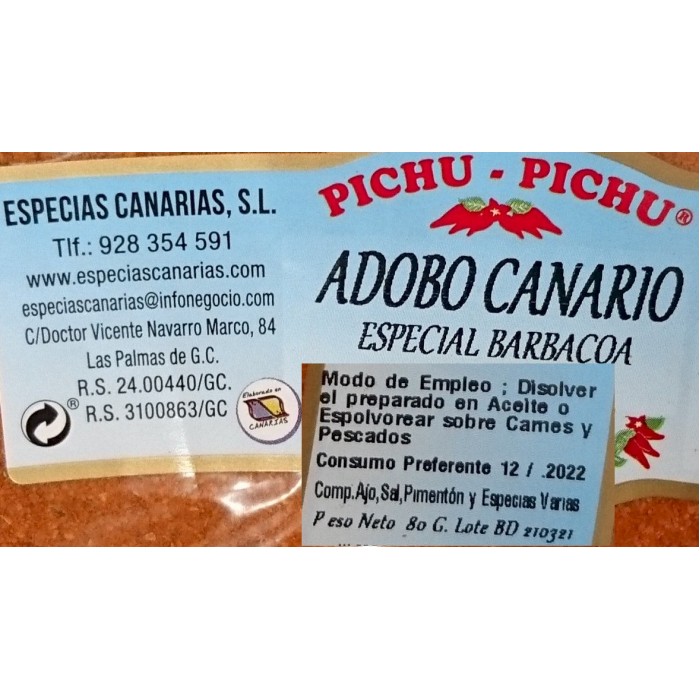 ESPECIAS CANARIAS, S.L.
Tlf.: 928 354 591
www.especiascanarias.com
especiascanarias@infonegocio.com
C/Doctor Vicente Navarro Marco, 84
Las Palmas de G.C.
R.S. 24.00440/GC.
R.S. 3100863/GC
®
Elaborado en
CANARIAS
PICHU - PICHU®
ADOBO CANARIO
ESPECIAL BARBACOA
Modo de Empleo ; Disolver
el preparado en Aceite o
Espolvorear sobre Carnes y
Pescados
Consumo Preferente 12 / .2022
Comp.Ajo,Sal,Pimentón y Especias Varias
Peso Neto 80 G. Lote BD 210321